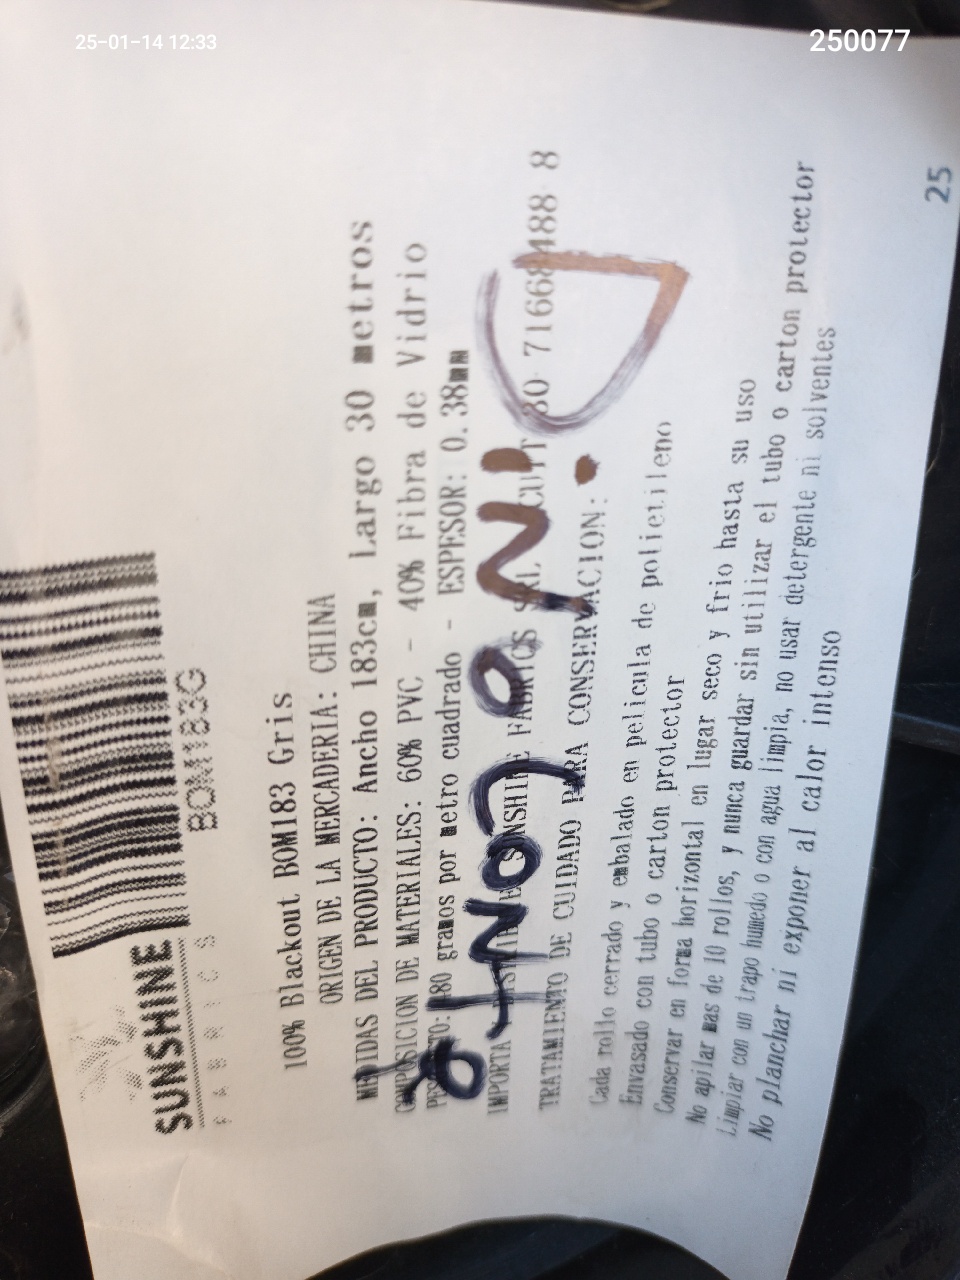 25-01-14 12:33
250077
SUNSHINE
FABRICS
BOM183G
100% Blackout BOM183 Gris
ORIGEN DE LA MERCADERIA: CHINA
MEDIDAS DEL PRODUCTO: Ancho 183cm, Largo 30 metros
COMPOSICION DE MATERIALES: 60% PVC - 40% Fibra de Vidrio
480 gramos por metro cuadrado - ESPESOR: 0.38mm
IMPORTA SUNSHINE FABRICS SRL CUIT 30 71668488 8
TRATAMIENTO DE CUIDADO PARA CONSERVACION:
Cada rollo cerrado y embalado en pelicula de polietileno
Envasado con tubo o carton protector
Conservar en forma horizontal en lugar seco y frio hasta su uso
No apilar mas de 10 rollos, y nunca guardar sin utilizar el tubo o carton protector
Limpiar con un trapo humedo o con agua limpia, no usar detergente ni solventes
No planchar ni exponer al calor intenso
25